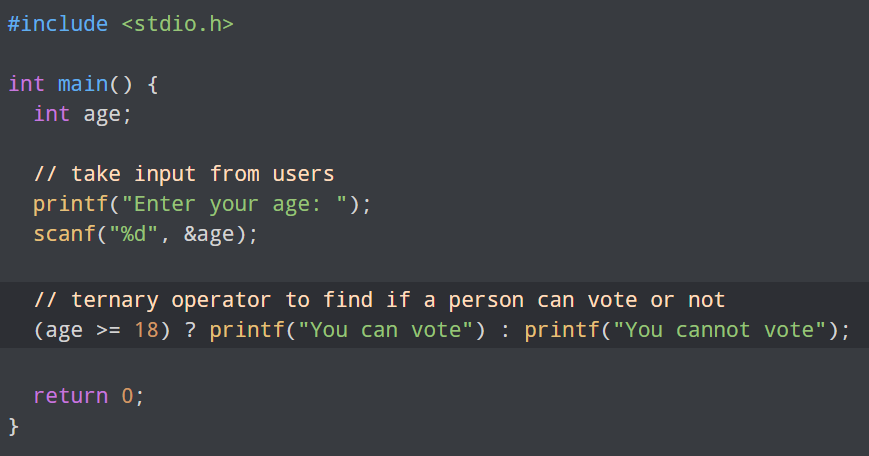 #include <stdio.h>
int main() {
int age;
// take input from users
printf("Enter your age: ");
scanf("%d", &age);
// ternary operator to find if a person can vote or not
(age >= 18) ? printf("You can vote") : printf("You cannot vote");
return 0;
}